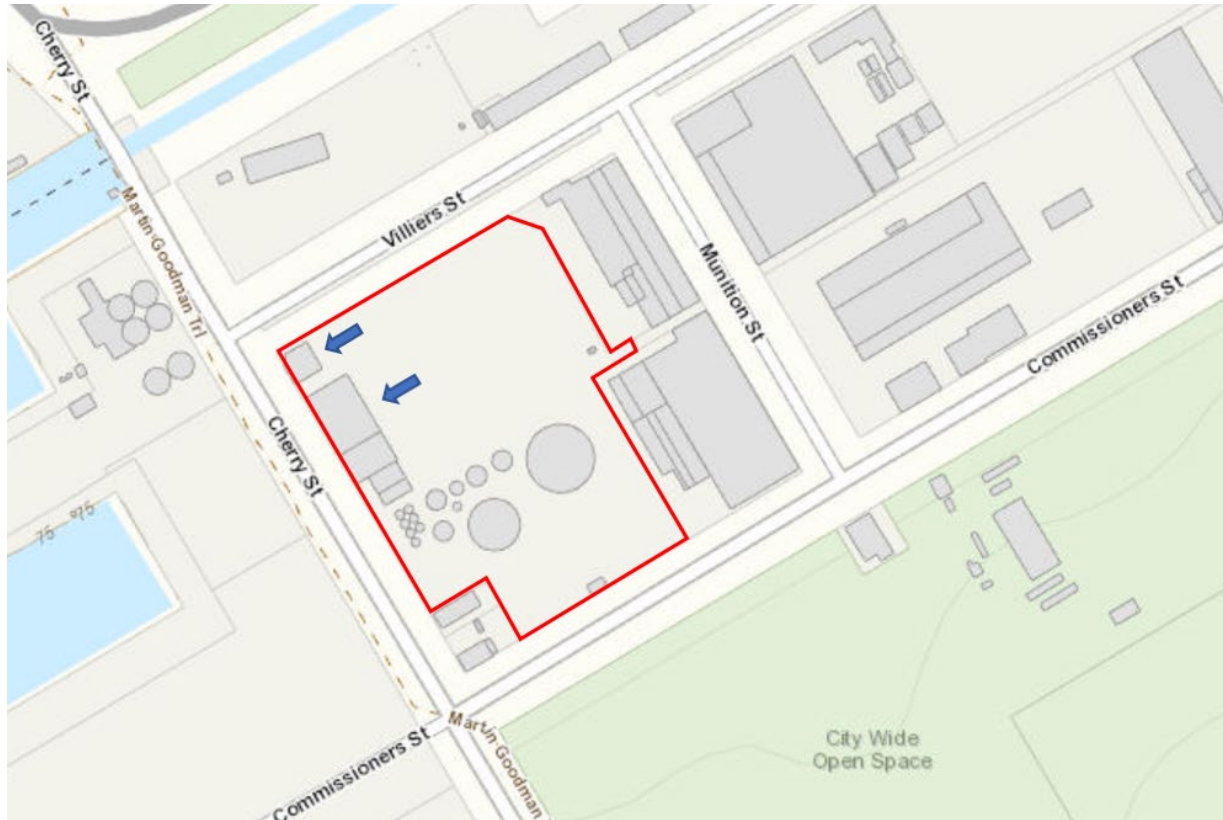 Cherry St
Martin Goodman Trl
Villiers St
Munition St
Commissioners St
Cherry St
75
75
Martin Goodman
Commissioners St
City Wide
Open Space